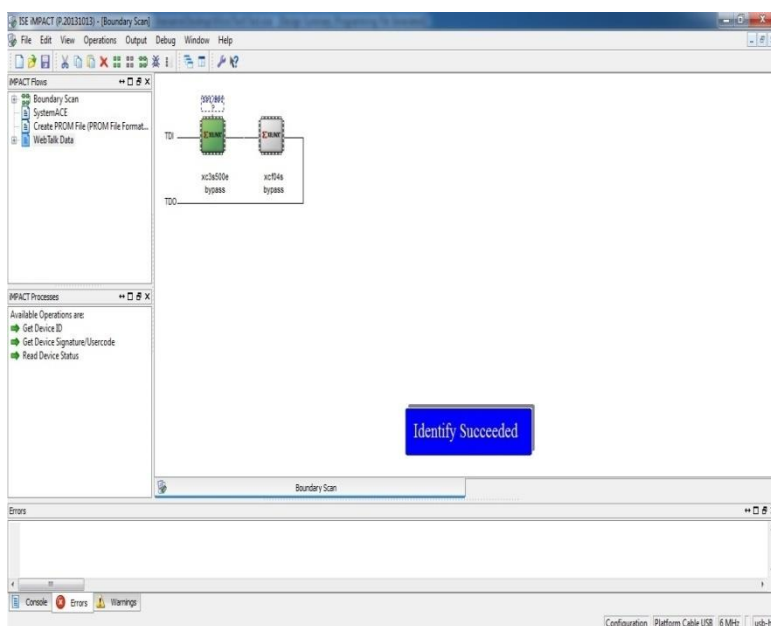 ISE iMPACT (P.20131013) - [Boundary Scan]
File Edit View Operations Output Debug Window Help
iMPACT Flows
Boundary Scan
SystemACE
Create PROM File (PROM File Format...
WebTalk Data
TDI
XILINX
XILINX
xc3s500e
bypass
xcf04s
bypass
TDO
iMPACT Processes
Available Operations are:
Get Device ID
Get Device Signature/Usercode
Read Device Status
Identify Succeeded
Boundary Scan
Errors
Console Errors Warnings
Configuration Platform Cable USB 6 MHz usb-h